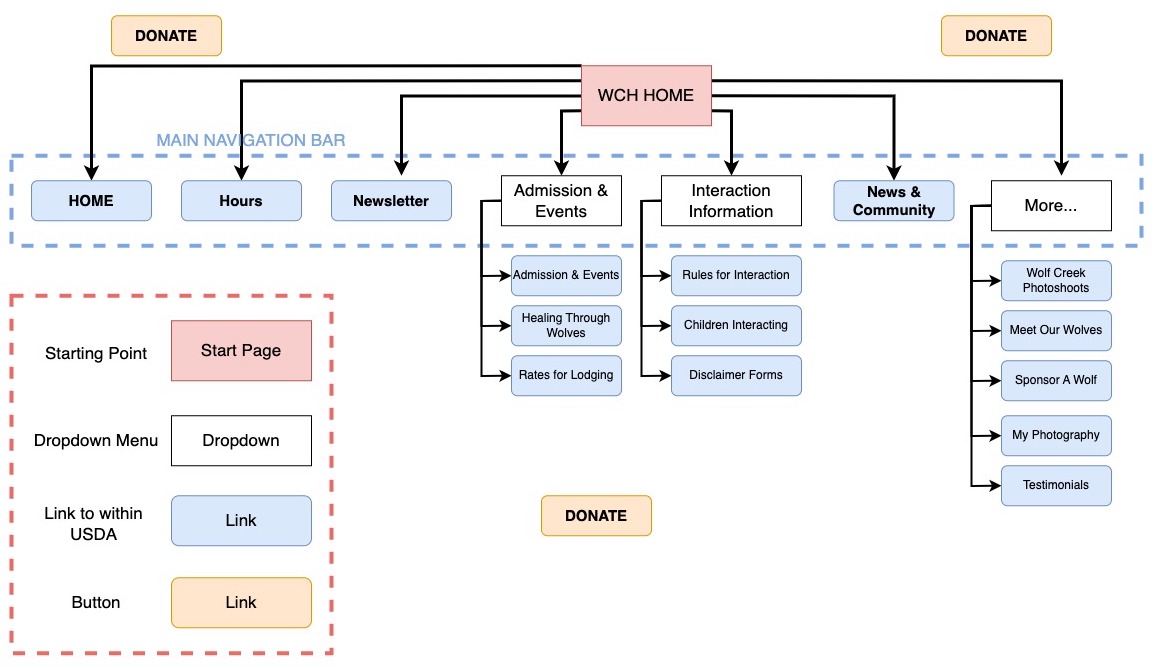 DONATE
DONATE
WCH HOME
MAIN NAVIGATION BAR
HOME
Hours
Newsletter
Admission &
Events
Interaction
Information
News &
Community
More...
Admission & Events
Healing Through
Wolves
Rates for Lodging
Rules for Interaction
Children Interacting
Disclaimer Forms
Wolf Creek
Photoshoots
Meet Our Wolves
Sponsor A Wolf
My Photography
Testimonials
Starting Point
Start Page
Dropdown Menu
Dropdown
Link to within
USDA
Link
Button
Link
DONATE